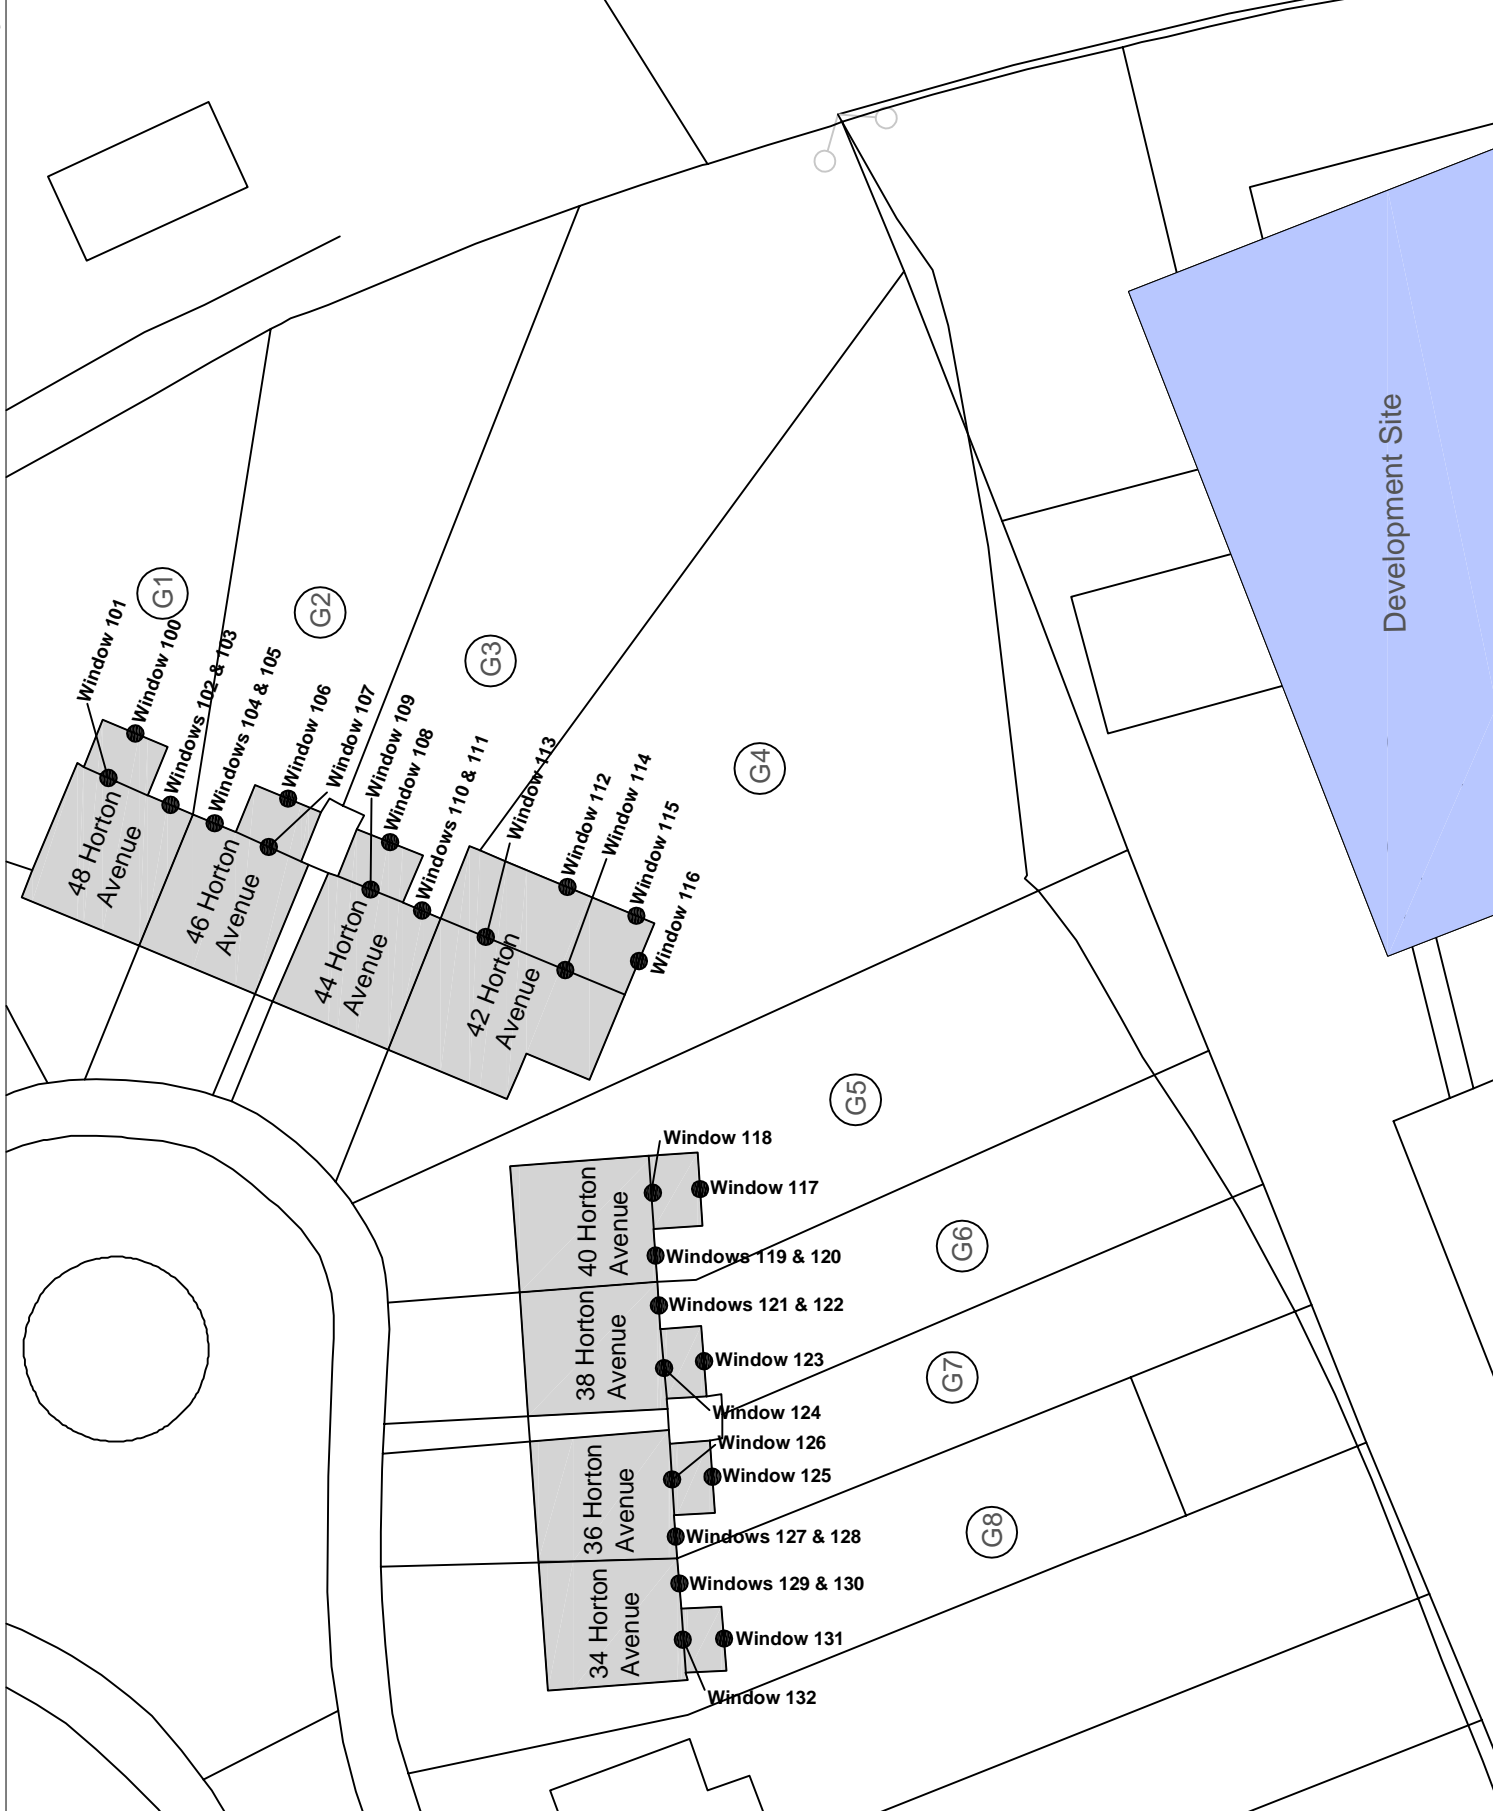 Window 101
G1
Window 100
Windows 102 & 103
G2
Windows 104 & 105
Window 106
Window 107
G3
Window 109
Window 108
Windows 110 & 111
Window 113
Window 112
Window 114
G4
Window 115
Window 116
48 Horton
Avenue
46 Horton
Avenue
44 Horton
Avenue
42 Horton
Avenue
Development Site
G5
Window 118
Window 117
40 Horton
Avenue
Windows 119 & 120
G6
Windows 121 & 122
38 Horton
Avenue
Window 123
G7
Window 124
Window 126
Window 125
36 Horton
Avenue
Windows 127 & 128
G8
Windows 129 & 130
34 Horton
Avenue
Window 131
Window 132